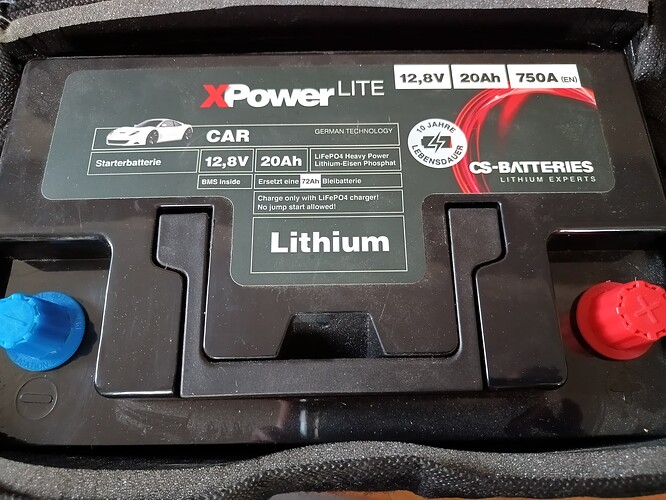 XPower LITE
12,8V 20Ah 750A (EN)
CAR
GERMAN TECHNOLOGY
10 JAHRE
LEBENSDAUER
Starterbatterie
12,8V 20Ah
LiFePO4 Heavy Power
Lithium-Eisen Phosphat
CS-BATTERIES
LITHIUM EXPERTS
BMS inside
Ersetzt eine 72Ah Bleibatterie
Charge only with LiFePO4 charger!
No jump start allowed!
Lithium